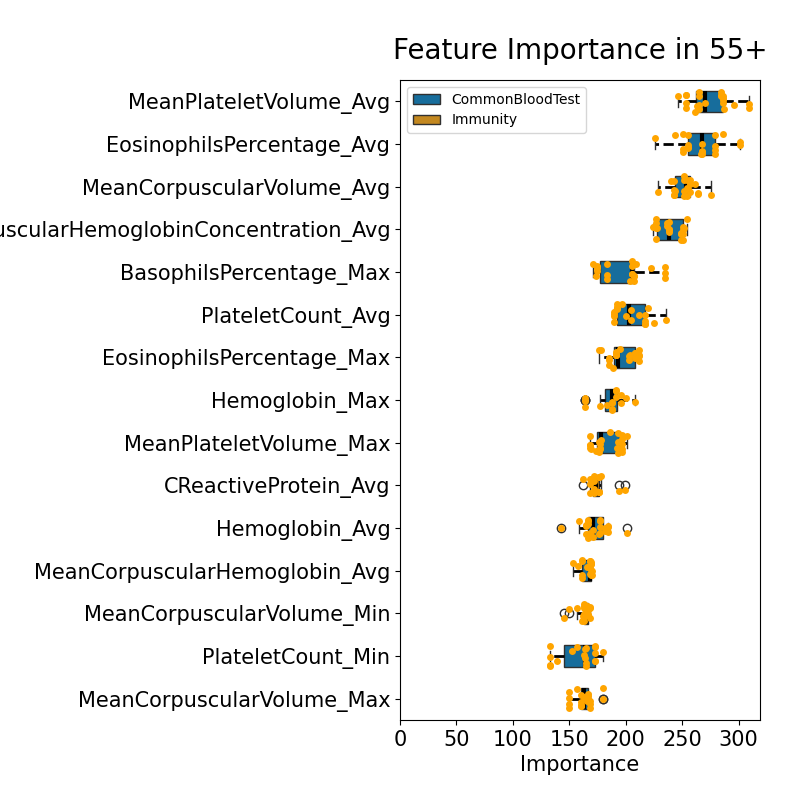 Feature Importance in 55+
CommonBloodTest
Immunity
MeanPlateletVolume_Avg
EosinophilsPercentage_Avg
MeanCorpuscularVolume_Avg
uscularHemoglobinConcentration_Avg
BasophilsPercentage_Max
PlateletCount_Avg
EosinophilsPercentage_Max
Hemoglobin_Max
MeanPlateletVolume_Max
CReactiveProtein_Avg
Hemoglobin_Avg
MeanCorpuscularHemoglobin_Avg
MeanCorpuscularVolume_Min
PlateletCount_Min
MeanCorpuscularVolume_Max
0 50 100 150 200 250 300
Importance